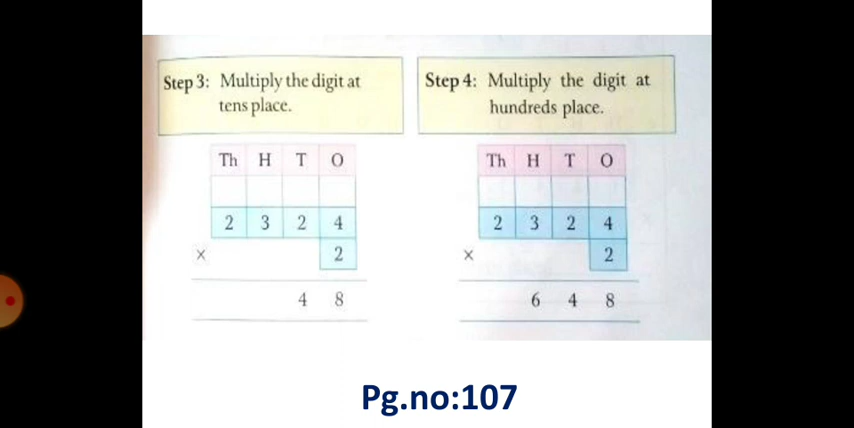 Step 3: Multiply the digit at
tens place.
Th H T O
2 3 2 4
× 2
4 8
Step 4: Multiply the digit at
hundreds place.
Th H T O
2 3 2 4
× 2
6 4 8
Pg.no:107